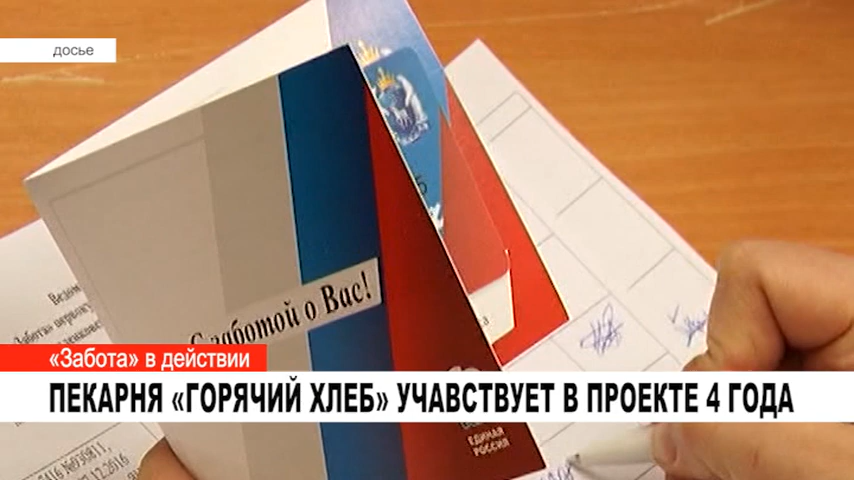 досье
С заботой о Вас!
«Забота» в действии
ПЕКАРНЯ «ГОРЯЧИЙ ХЛЕБ» УЧАВСТВУЕТ В ПРОЕКТЕ 4 ГОДА
ЕДИНАЯ
РОССИЯ